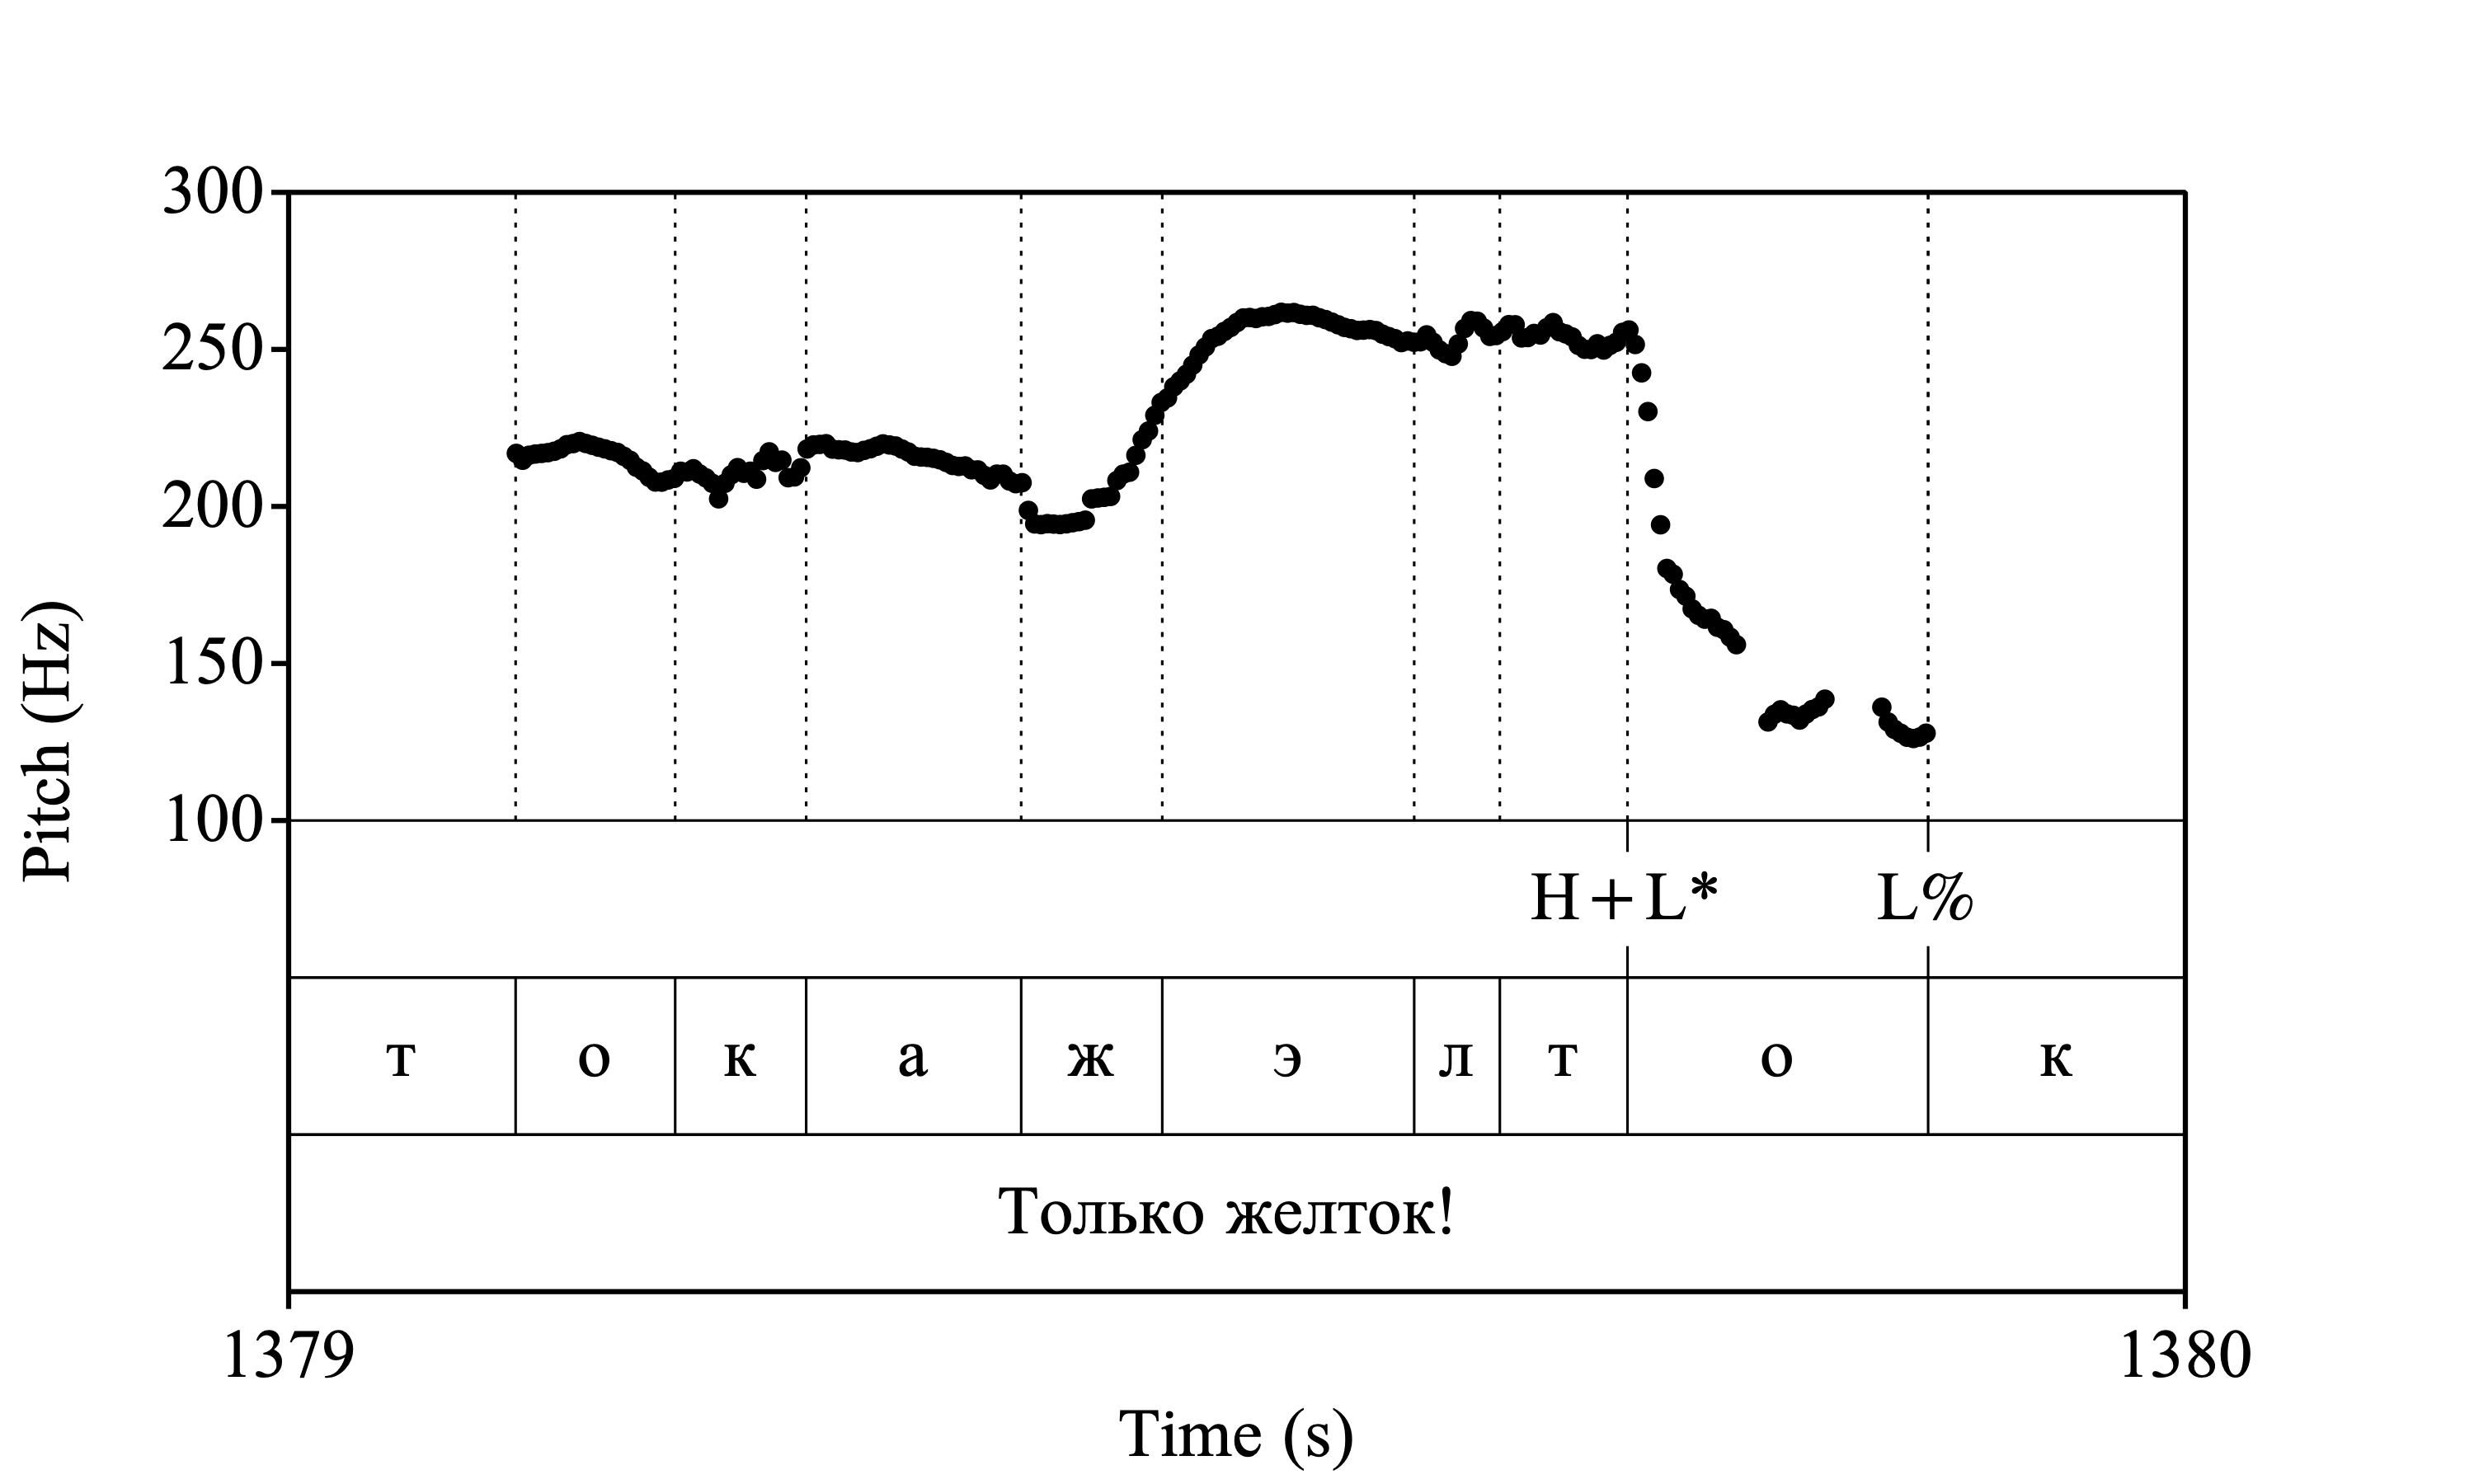 300
250
200
150
100
Pitch (Hz)
H+L* L%
т о к а ж э л т о к
Только желток!
1379 1380
Time (s)